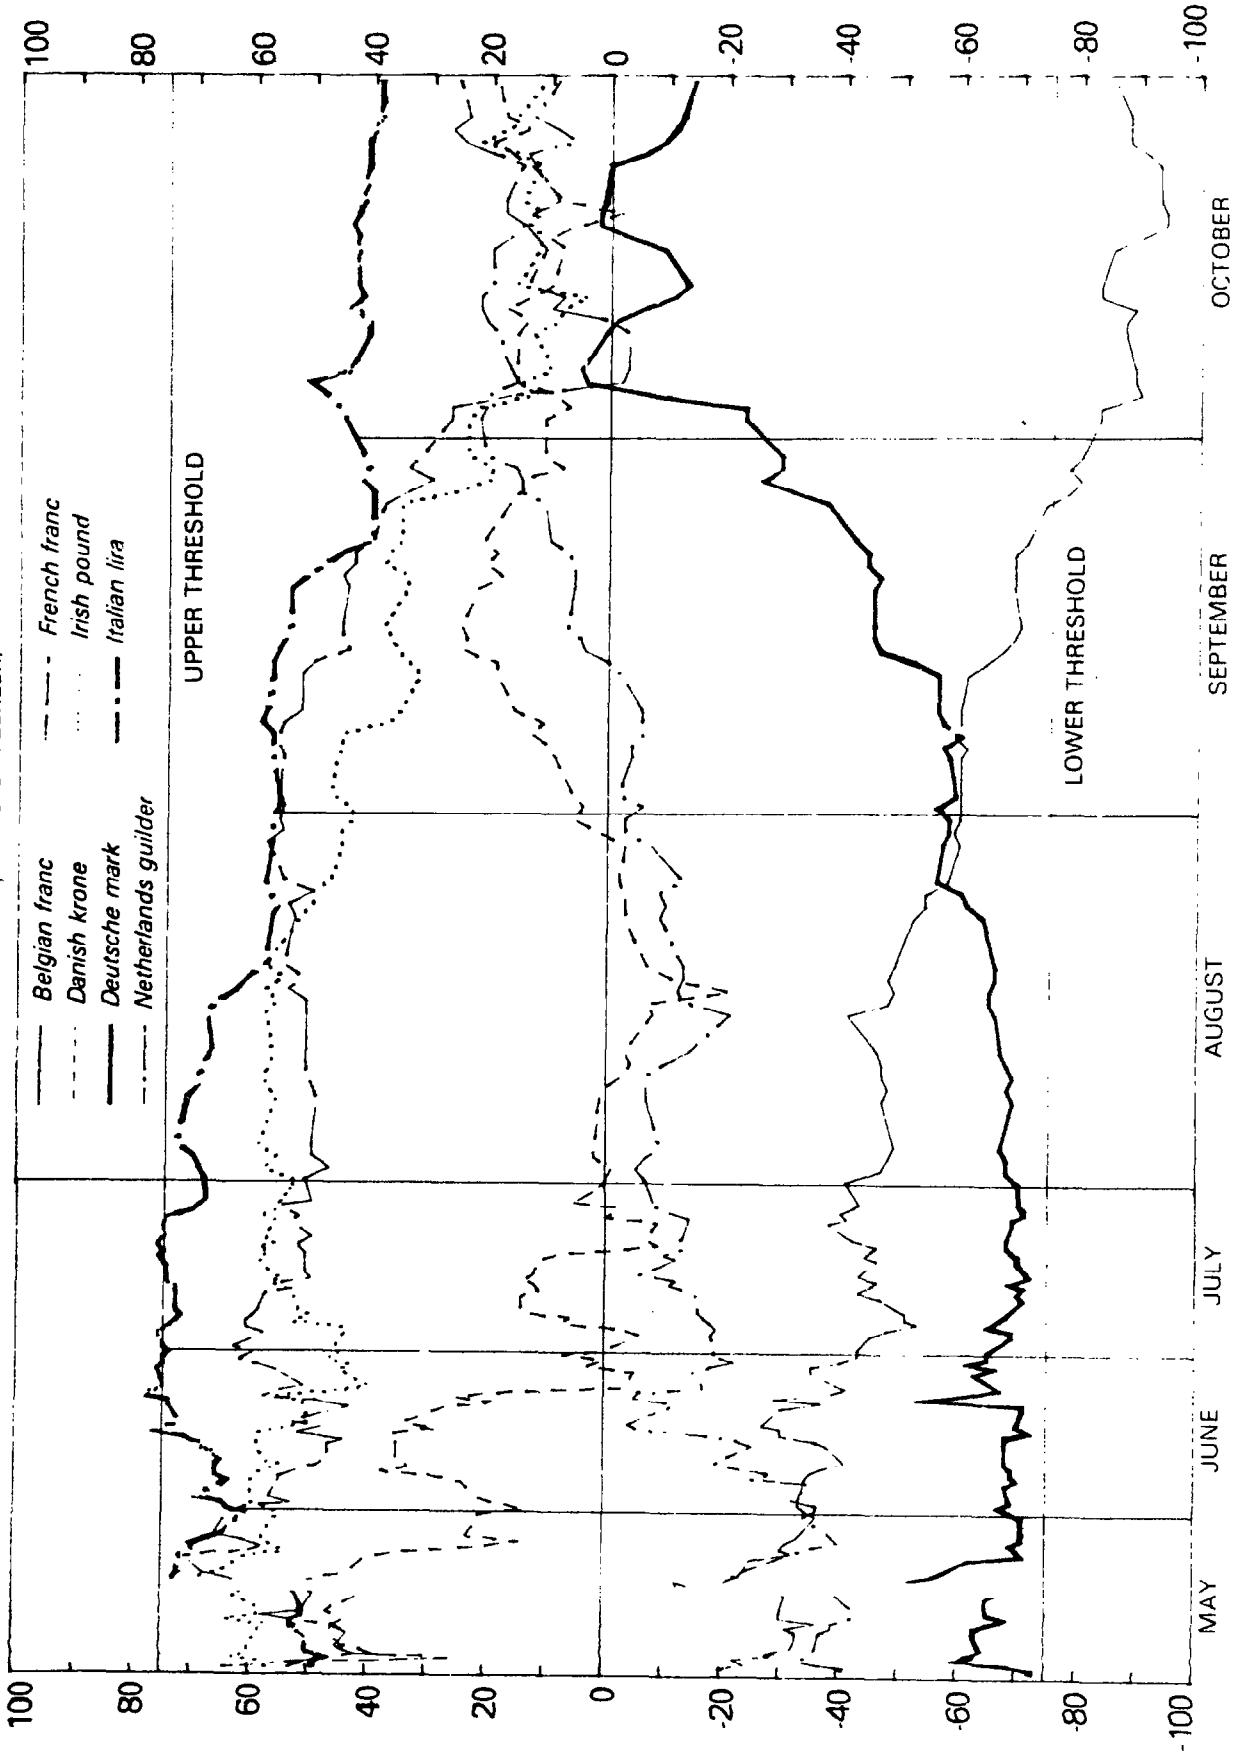 Belgian franc
Danish krone
Deutsche mark
Netherlands guilder
French franc
Irish pound
Italian lira
UPPER THRESHOLD
LOWER THRESHOLD
100
80
60
40
20
0
-20
-40
-60
-80
-100
100
80
60
40
20
0
-20
-40
-60
-80
-100
MAY
JUNE
JULY
AUGUST
SEPTEMBER
OCTOBER